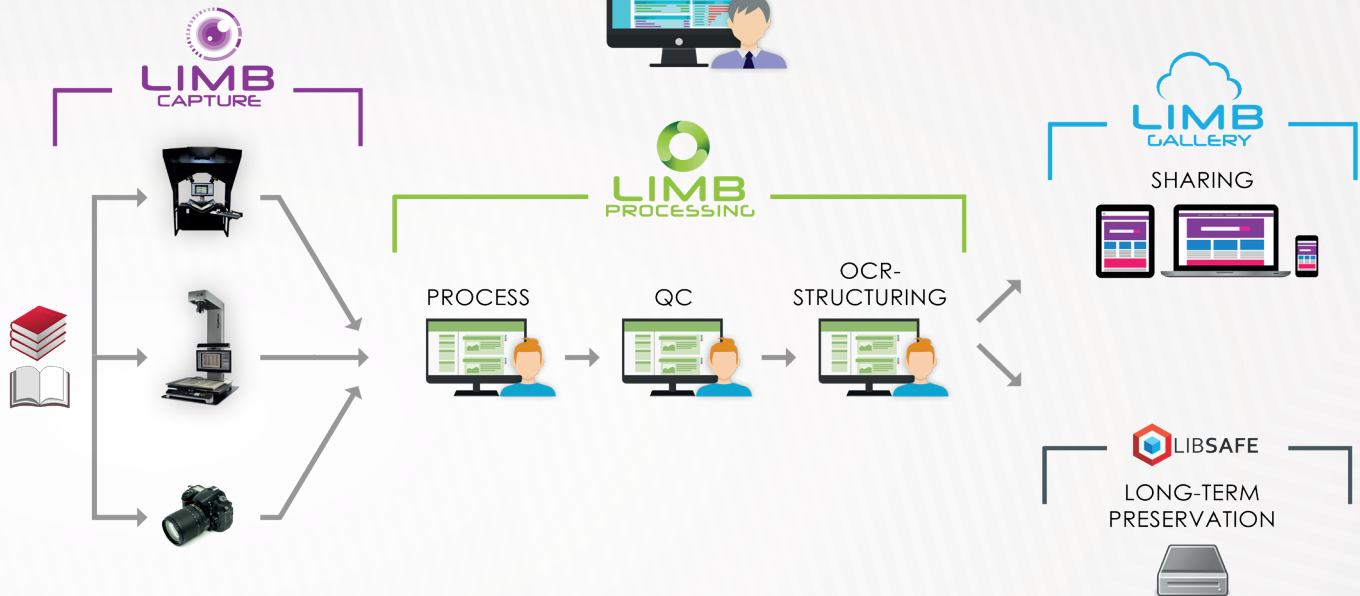 LIMB
CAPTURE
LIMB
PROCESSING
PROCESS
QC
OCR-
STRUCTURING
LIMB
GALLERY
SHARING
LIBSAFE
LONG-TERM
PRESERVATION